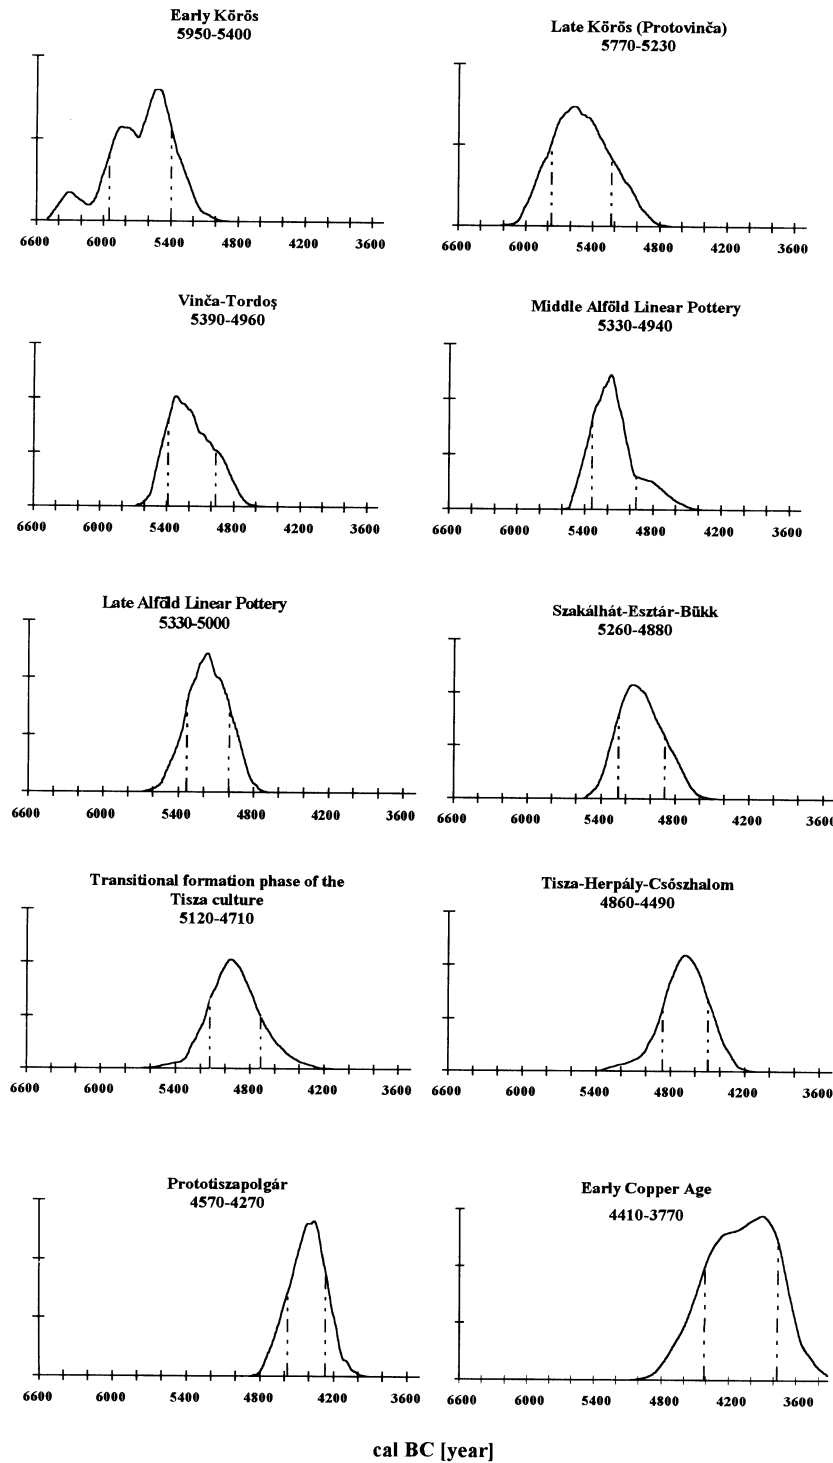 Early Körös
5950-5400
6600 6000 5400 4800 4200 3600
Late Körös (Protovinča)
5770-5230
6600 6000 5400 4800 4200 3600
Vinča-Tordoş
5390-4960
6600 6000 5400 4800 4200 3600
Middle Alföld Linear Pottery
5330-4940
6600 6000 5400 4800 4200 3600
Late Alföld Linear Pottery
5330-5000
6600 6000 5400 4800 4200 3600
Szakálhát-Esztár-Bükk
5260-4880
6600 6000 5400 4800 4200 3600
Transitional formation phase of the
Tisza culture
5120-4710
6600 6000 5400 4800 4200 3600
Tisza-Herpály-Csőszhalom
4860-4490
6600 6000 5400 4800 4200 3600
Prototiszapolgár
4570-4270
6600 6000 5400 4800 4200 3600
Early Copper Age
4410-3770
6600 6000 5400 4800 4200 3600
cal BC [year]